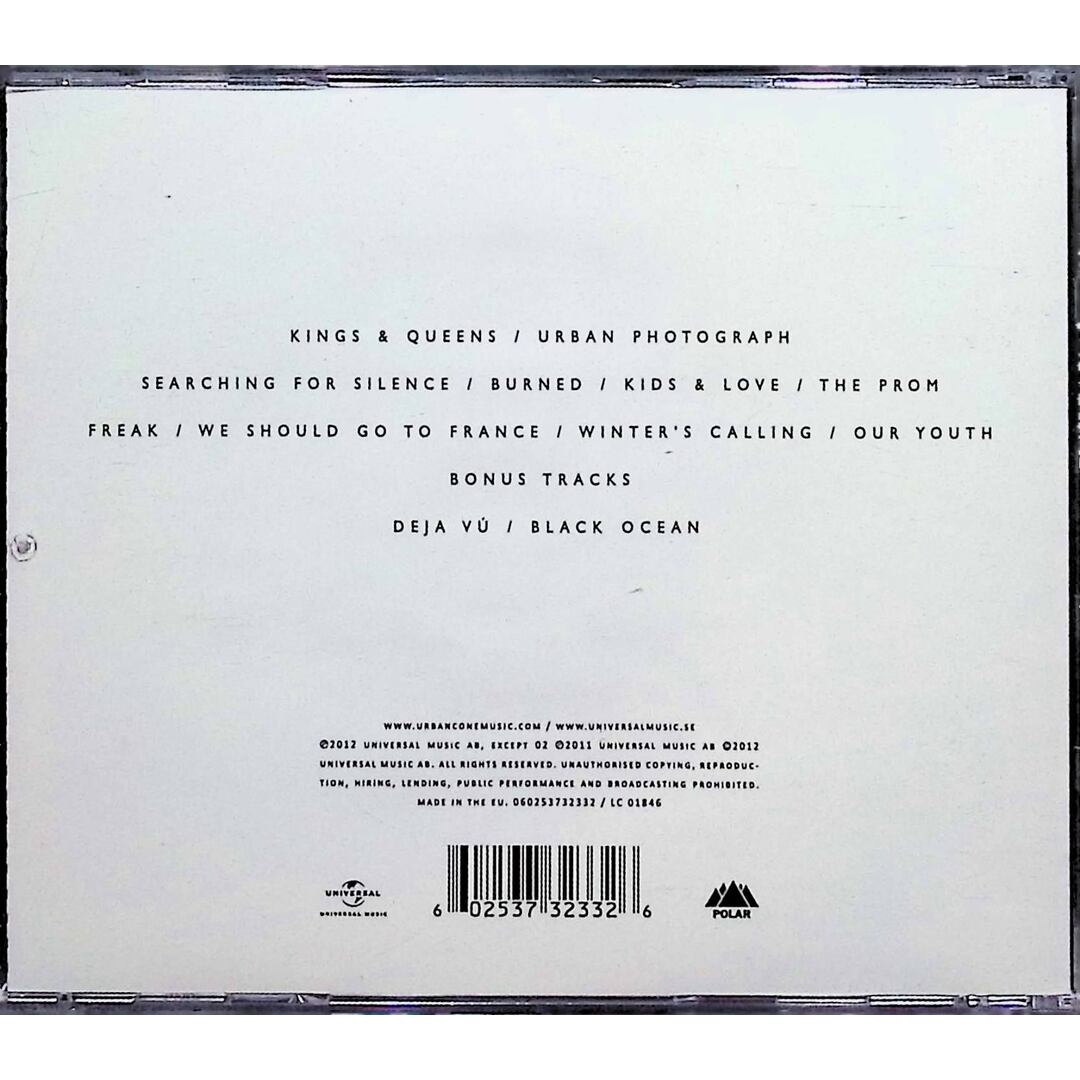 KINGS & QUEENS / URBAN PHOTOGRAPH
SEARCHING FOR SILENCE / BURNED / KIDS & LOVE / THE PROM
FREAK / WE SHOULD GO TO FRANCE / WINTER'S CALLING / OUR YOUTH
BONUS TRACKS
DEJA VÚ / BLACK OCEAN
WWW.URBANCONEMUSIC.COM / WWW.UNIVERSALMUSIC.SE
℗2012 UNIVERSAL MUSIC AB, EXCEPT 02 ℗2011 UNIVERSAL MUSIC AB ©2012
UNIVERSAL MUSIC AB. ALL RIGHTS RESERVED. UNAUTHORISED COPYING, REPRODUC-
TION, HIRING, LENDING, PUBLIC PERFORMANCE AND BROADCASTING PROHIBITED.
MADE IN THE EU. 060253732332 / LC 01846
UNIVERSAL
UNIVERSAL MUSIC
6 02537 32332 6
POLAR